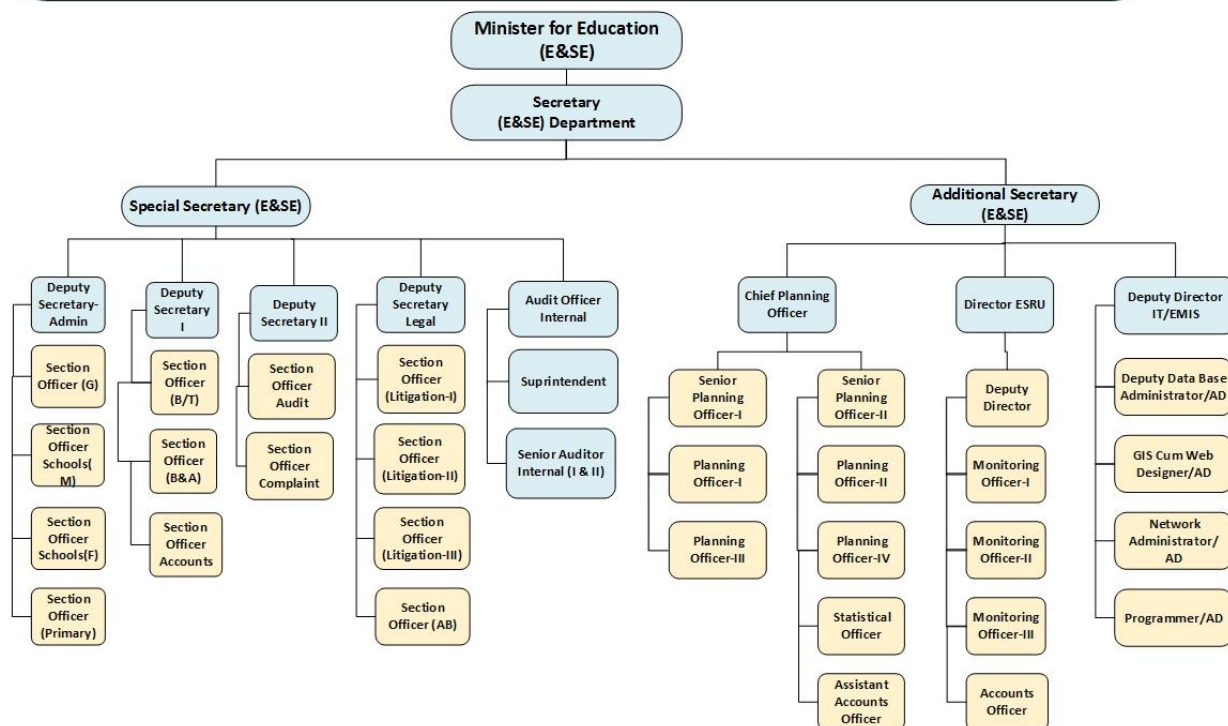 Minister for Education
(E&SE)
Secretary
(E&SE) Department
Special Secretary (E&SE)
Additional Secretary
(E&SE)
Deputy
Secretary-
Admin
Section
Officer (G)
Section
Officer
Schools(
M)
Section
Officer
Schools(F)
Section
Officer
(Primary)
Deputy
Secretary
I
Section
Officer
(B/T)
Section
Officer
(B&A)
Section
Officer
Accounts
Deputy
Secretary II
Section
Officer
Audit
Section
Officer
Complaint
Deputy
Secretary
Legal
Section
Officer
(Litigation-I)
Section
Officer
(Litigation-II)
Section
Officer
(Litigation-III)
Section
Officer (AB)
Audit Officer
Internal
Suprintendent
Senior Auditor
Internal (I & II)
Chief Planning
Officer
Senior
Planning
Officer-I
Planning
Officer-I
Planning
Officer-III
Senior
Planning
Officer-II
Planning
Officer-II
Planning
Officer-IV
Statistical
Officer
Assistant
Accounts
Officer
Director ESRU
Deputy
Director
Monitoring
Officer-I
Monitoring
Officer-II
Monitoring
Officer-III
Accounts
Officer
Deputy Director
IT/EMIS
Deputy Data Base
Administrator/AD
GIS Cum Web
Designer/AD
Network
Administrator/
AD
Programmer/AD